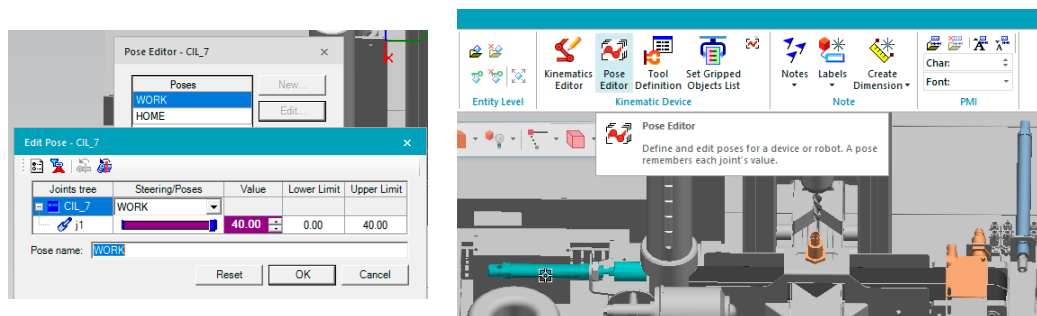 Pose Editor - CIL_7
Poses
WORK
HOME
New...
Edit...
Edit Pose - CIL_7
Joints tree Steering/Poses Value Lower Limit Upper Limit
CIL_7 WORK
j1 40.00 0.00 40.00
Pose name: WORK
Reset OK Cancel
Kinematics Editor
Pose Editor
Tool Definition
Set Gripped Objects List
Notes
Labels
Create Dimension
Char:
Font:
Entity Level
Kinematic Device
Note
PMI
Pose Editor
Define and edit poses for a device or robot. A pose
remembers each joint's value.